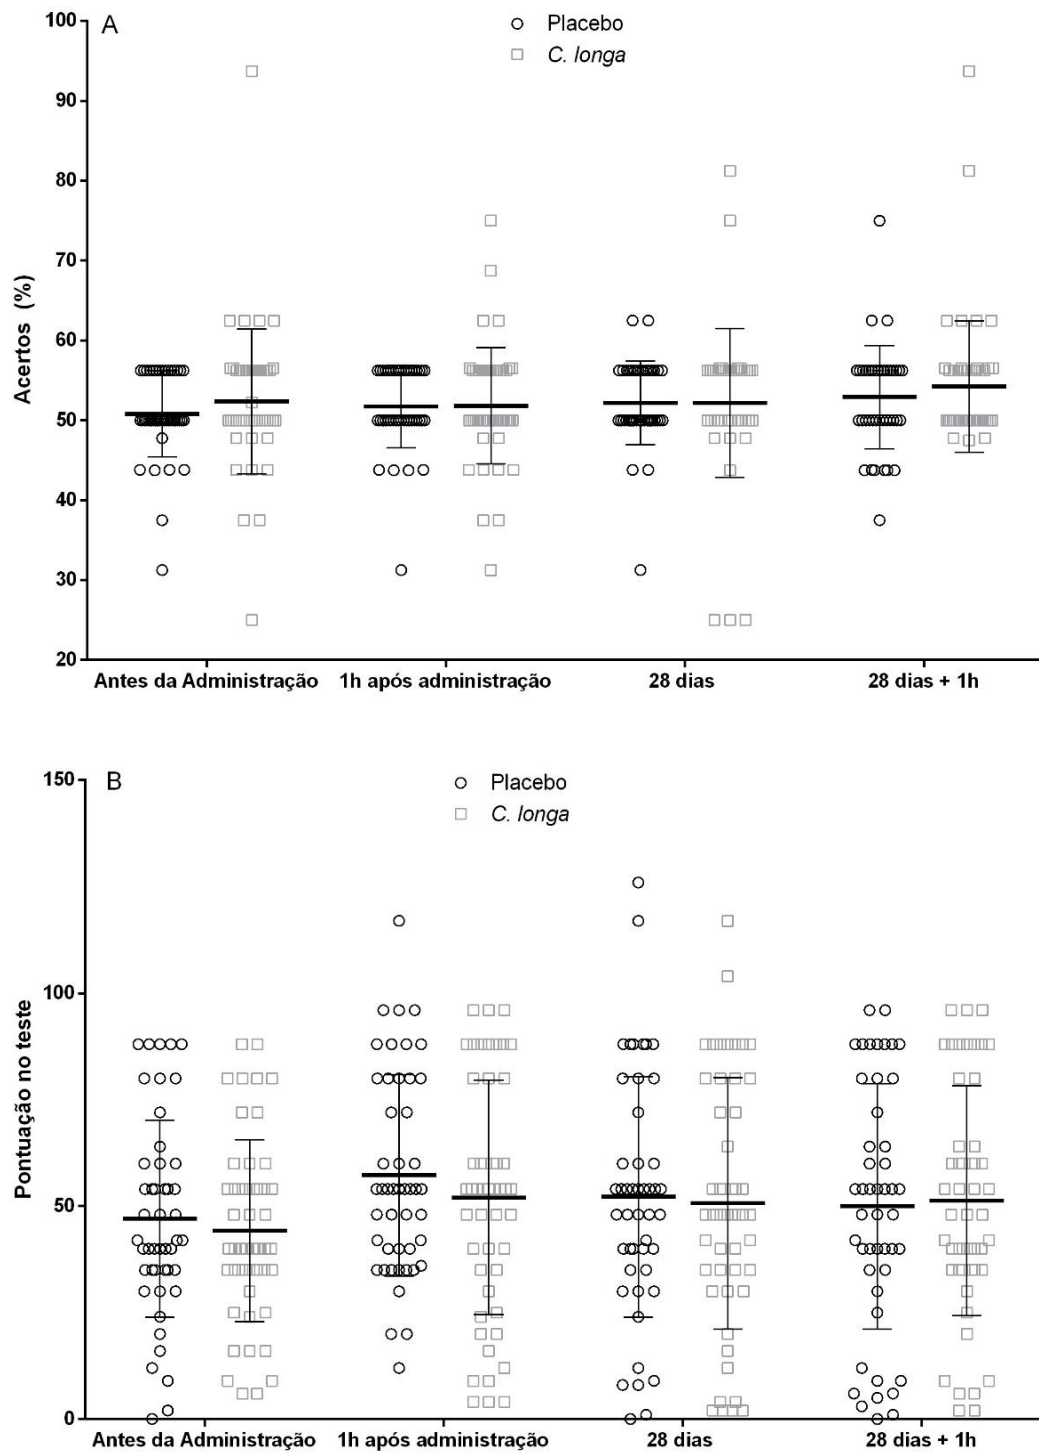 A
Placebo
C. longa
100
90
80
70
60
50
40
30
20
Acertos (%)
Antes da Administração 1h após administração 28 dias 28 dias + 1h
B
Placebo
C. longa
150
100
50
0
Pontuação no teste
Antes da Administração 1h após administração 28 dias 28 dias + 1h